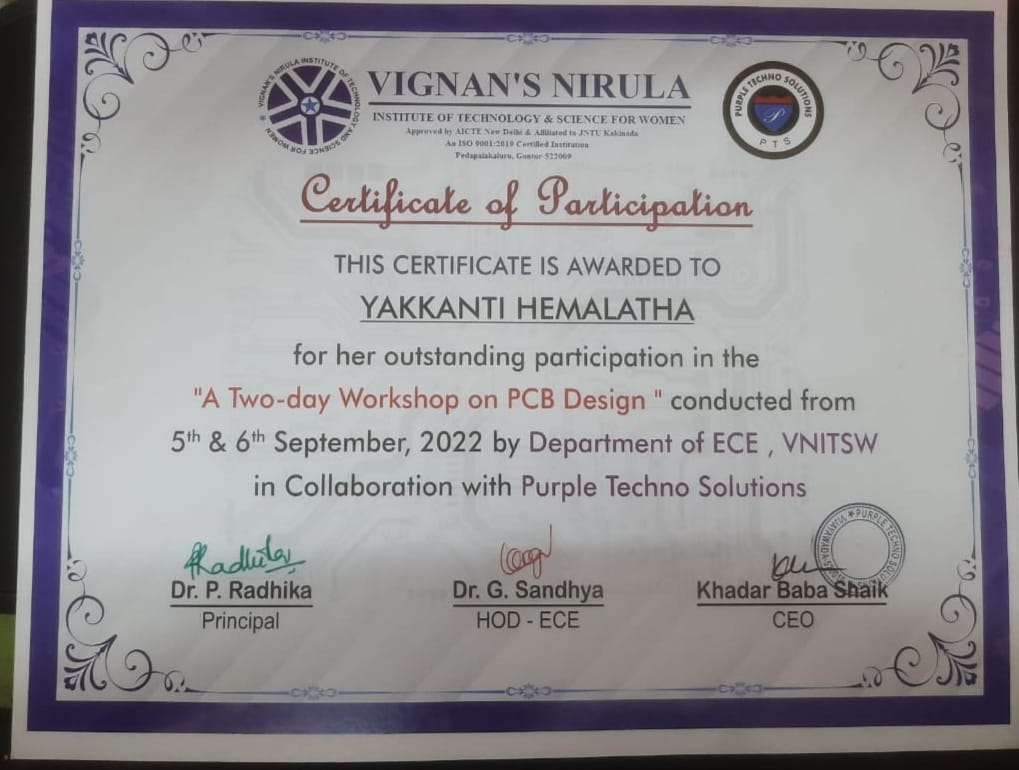 VIGNAN'S NIRULA INSTITUTE OF TECHNOLOGY AND SCIENCE FOR WOMEN
VIGNAN'S NIRULA
INSTITUTE OF TECHNOLOGY & SCIENCE FOR WOMEN
Approved by AICTE New Delhi & Affiliated to JNTU Kakinada
An ISO 9001:2019 Certified Institution
Pedapalakaluru, Guntur-522009
PURPLE TECHNO SOLUTIONS
P
PTS
Certificate of Participation
THIS CERTIFICATE IS AWARDED TO
YAKKANTI HEMALATHA
for her outstanding participation in the
"A Two-day Workshop on PCB Design " conducted from
5th & 6th September, 2022 by Department of ECE , VNITSW
in Collaboration with Purple Techno Solutions
PURPLE TECHNO
Dr. P. Radhika
Dr. G. Sandhya
Khadar Baba Shaik
Principal
HOD - ECE
CEO